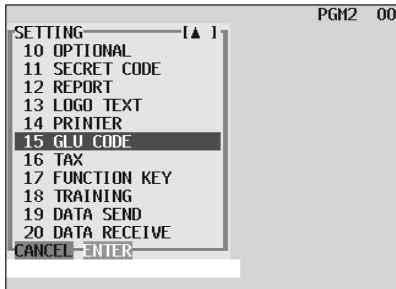 PGM2 00
SETTING [▲ ]
10 OPTIONAL
11 SECRET CODE
12 REPORT
13 LOGO TEXT
14 PRINTER
15 GLU CODE
16 TAX
17 FUNCTION KEY
18 TRAINING
19 DATA SEND
20 DATA RECEIVE
CANCEL ENTER